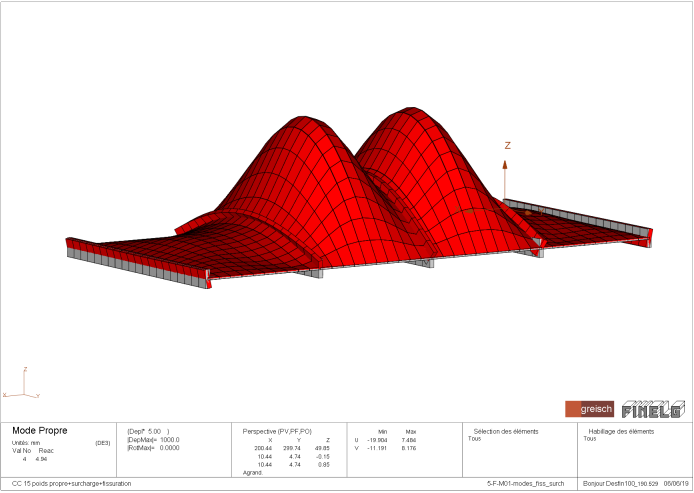 Z
Z
X
Y
greisch
FINELG
Mode Propre
Unités: mm (DE3)
Val No Reac
4 4.94
(Depl* 5.00 )
|DepMax|= 1000.0
|RotMax|= 0.0000
Perspective (PV,PF,PO)
X Y Z
200.44 299.74 49.85
10.44 4.74 -0.15
10.44 4.74 0.85
Agrand.
Min Max
U -19.904 7.484
V -11.191 8.176
Sélection des éléments
Tous
Habillage des éléments
Tous
CC 15 poids propre+surcharge+fissuration
5-F-M01-modes_fiss_surch
Bonjour Desfin100_190.529 06/06/19